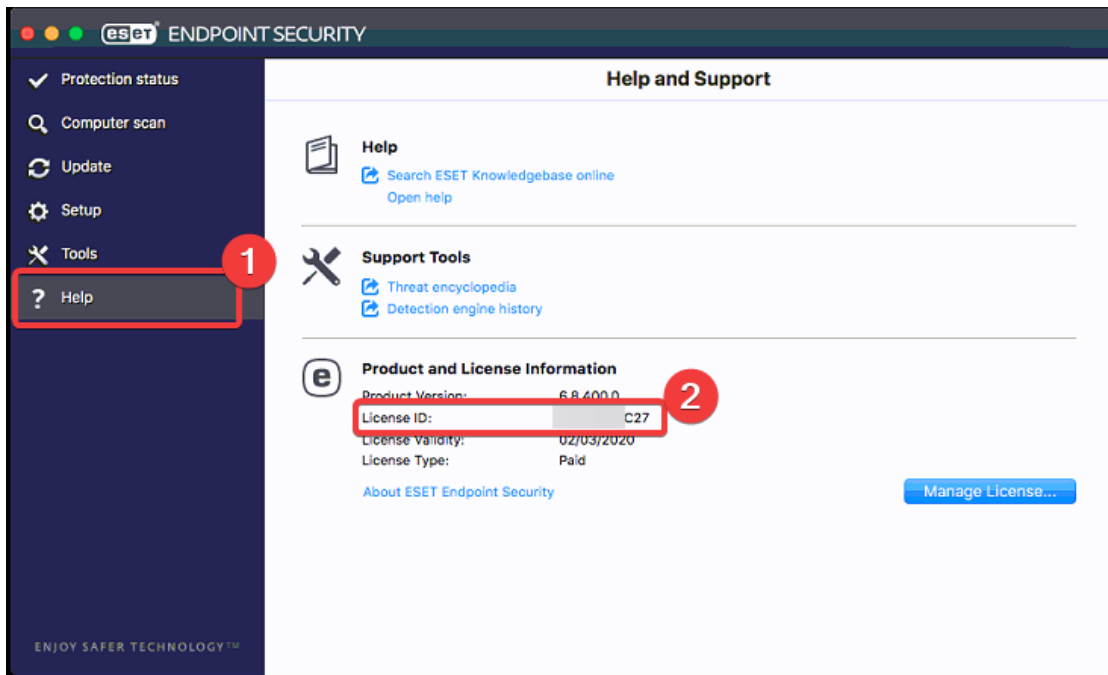 eset ENDPOINT SECURITY
Protection status
Computer scan
Update
Setup
Tools
Help
1
Help and Support
Help
Search ESET Knowledgebase online
Open help
Support Tools
Threat encyclopedia
Detection engine history
e
Product and License Information
Product Version: 6.8.400.0
License ID: C27
2
License Validity: 02/03/2020
License Type: Paid
About ESET Endpoint Security
Manage License...
ENJOY SAFER TECHNOLOGY™